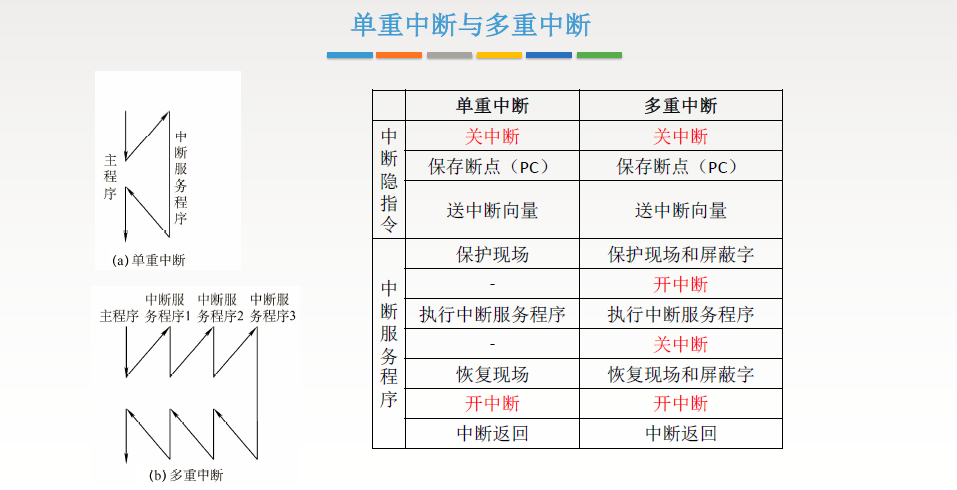 单重中断与多重中断
主程序
中断服务程序
(a)单重中断
主程序
中断服务程序1
中断服务程序2
中断服务程序3
(b)多重中断
单重中断 多重中断
中断隐指令
关中断 关中断
保存断点（PC） 保存断点（PC）
送中断向量 送中断向量
中断服务程序
保护现场 保护现场和屏蔽字
- 开中断
执行中断服务程序 执行中断服务程序
- 关中断
恢复现场 恢复现场和屏蔽字
开中断 开中断
中断返回 中断返回